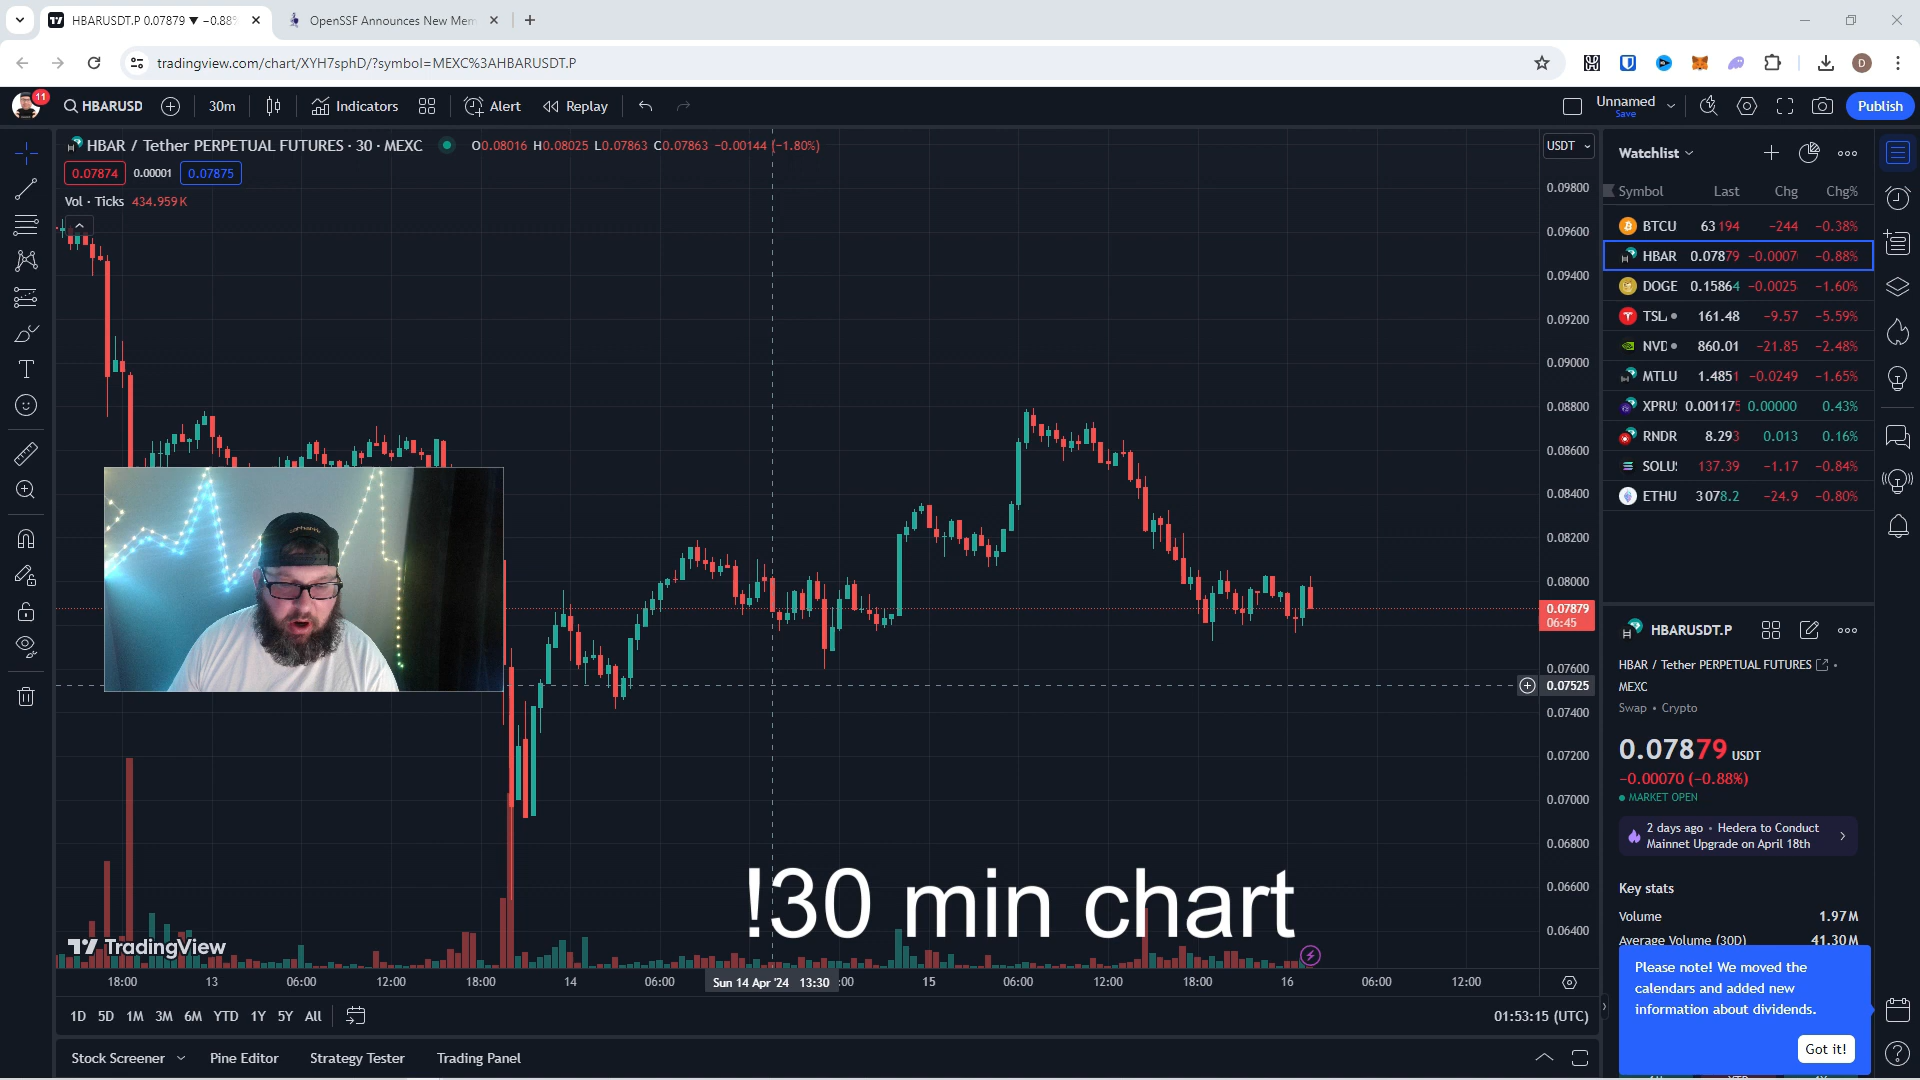 HBARUSDT.P 0.07879 ▼ −0.88%
OpenSSF Announces New Mem
tradingview.com/chart/XYH7sphD/?symbol=MEXC%3AHBARUSDT.P
D
11
HBARUSD
30m
Indicators
Alert
Replay
Unnamed
Save
Publish
HBAR / Tether PERPETUAL FUTURES · 30 · MEXC
O0.08016 H0.08025 L0.07863 C0.07863 −0.00144 (−1.80%)
0.07874
0.00001
0.07875
Vol · Ticks 434.959K
USDT
0.09800
0.09600
0.09400
0.09200
0.09000
0.08800
0.08600
0.08400
0.08200
0.08000
0.07879
06:45
0.07600
0.07525
0.07400
0.07200
0.07000
0.06800
0.06600
0.06400
!30 min chart
TradingView
18:00
13
06:00
12:00
18:00
14
06:00
Sun 14 Apr '24 13:30
:00
15
06:00
12:00
18:00
16
06:00
12:00
1D 5D 1M 3M 6M YTD 1Y 5Y All
01:53:15 (UTC)
Stock Screener
Pine Editor
Strategy Tester
Trading Panel
Watchlist
Symbol Last Chg Chg%
BTCU 63194 −244 −0.38%
HBAR 0.07879 −0.0007 −0.88%
DOGE 0.15864 −0.0025 −1.60%
TSL 161.48 −9.57 −5.59%
NVD 860.01 −21.85 −2.48%
MTLU 1.4851 −0.0249 −1.65%
XPRU 0.001175 0.00000 0.43%
RNDR 8.293 0.013 0.16%
SOLU 137.39 −1.17 −0.84%
ETHU 3078.2 −24.9 −0.80%
HBARUSDT.P
HBAR / Tether PERPETUAL FUTURES
MEXC
Swap • Crypto
0.07879 USDT
−0.00070 (−0.88%)
MARKET OPEN
2 days ago • Hedera to Conduct
Mainnet Upgrade on April 18th
Key stats
Volume 1.97M
Average Volume (30D) 41.30M
Please note! We moved the
calendars and added new
information about dividends.
Got it!